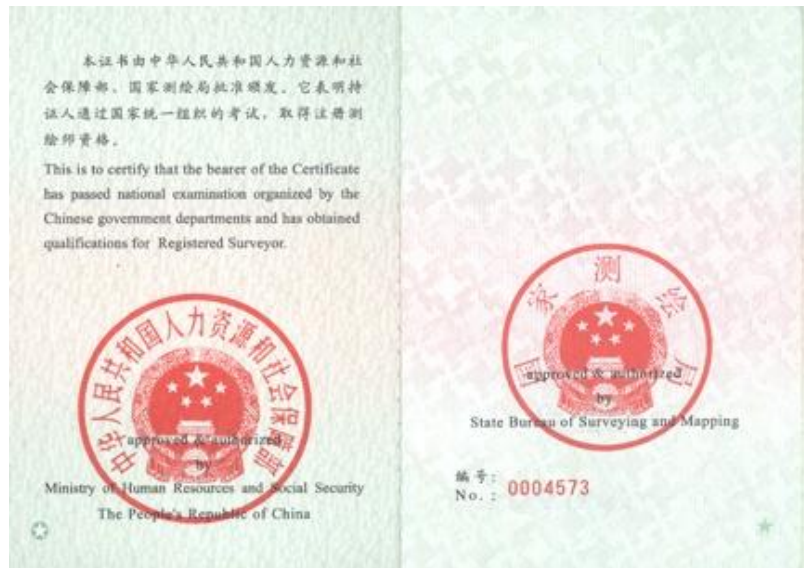 本证书由中华人民共和国人力资源和社
会保障部、国家测绘局批准颁发。它表明持
证人通过国家统一组织的考试，取得注册测
绘师资格。
This is to certify that the bearer of the Certificate
has passed national examination organized by the
Chinese government departments and has obtained
qualifications for Registered Surveyor.
中华人民共和国人力资源和社会保障部
approved & authorized
by
Ministry of Human Resources and Social Security
The People's Republic of China
国家测绘局
approved & authorized
by
State Bureau of Surveying and Mapping
编号:
No.: 0004573